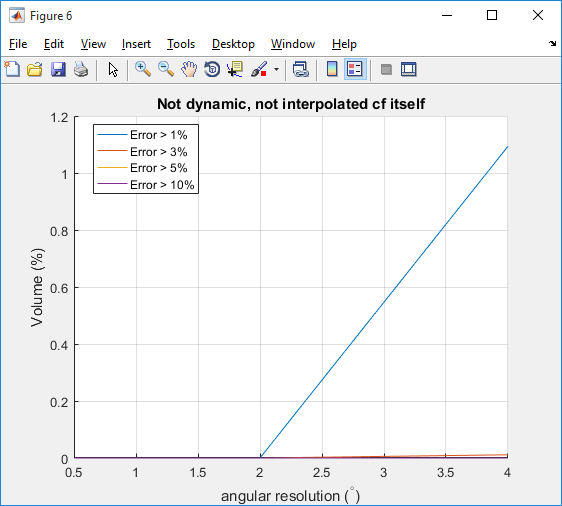 Figure 6
File Edit View Insert Tools Desktop Window Help
Not dynamic, not interpolated cf itself
Error > 1%
Error > 3%
Error > 5%
Error > 10%
Volume (%)
1.2
1
0.8
0.6
0.4
0.2
0
0.5 1 1.5 2 2.5 3 3.5 4
angular resolution (°)